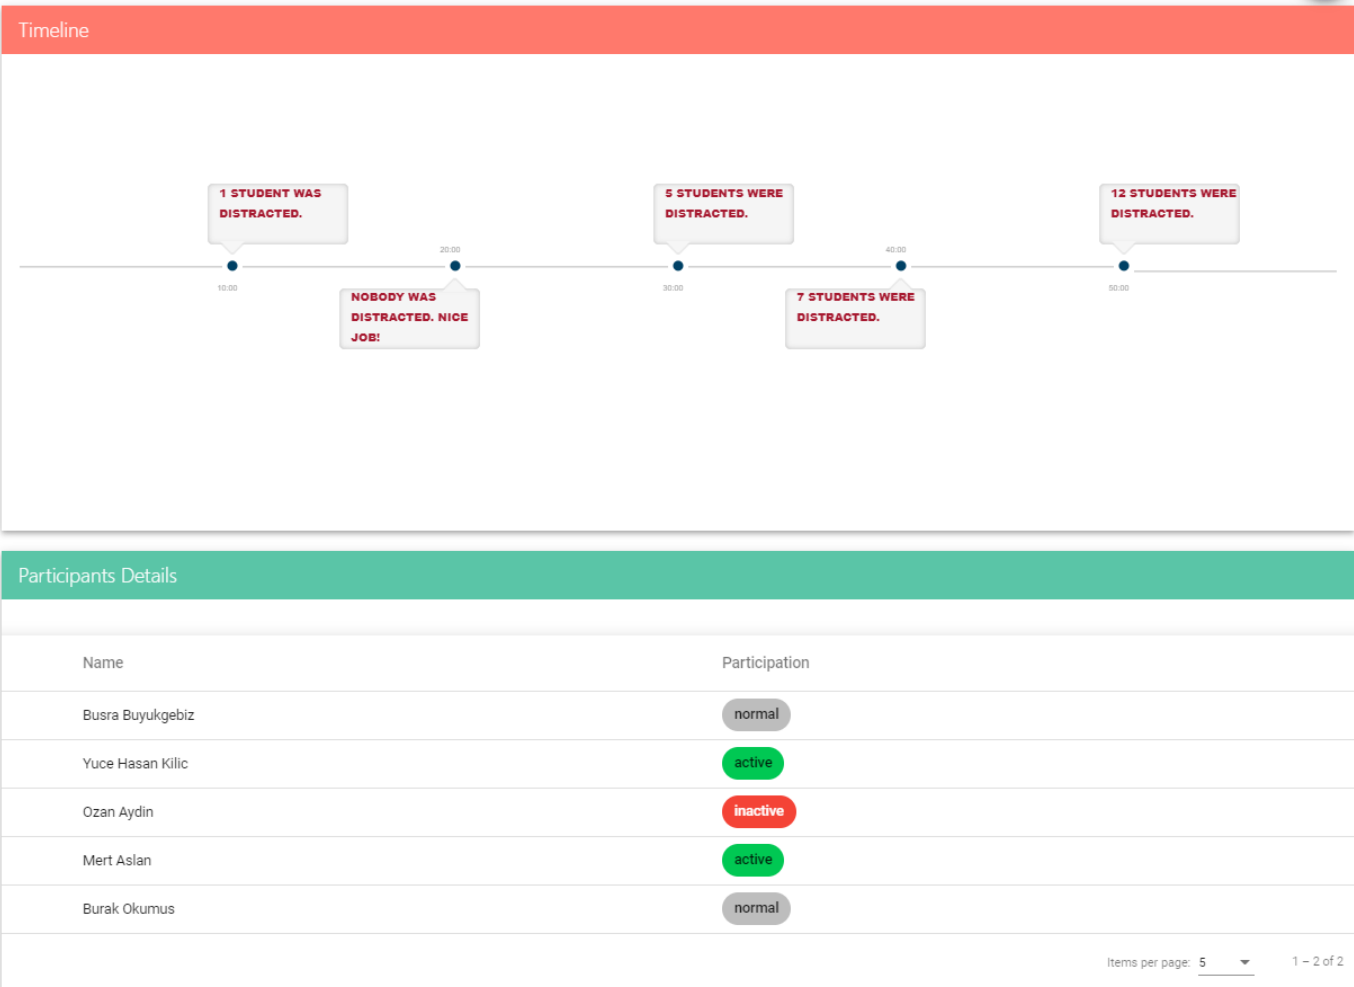 Timeline
1 STUDENT WAS
DISTRACTED.
5 STUDENTS WERE
DISTRACTED.
12 STUDENTS WERE
DISTRACTED.
20:00
40:00
10:00
30:00
50:00
NOBODY WAS
DISTRACTED. NICE
JOB!
7 STUDENTS WERE
DISTRACTED.
Participants Details
Name Participation
Busra Buyukgebiz normal
Yuce Hasan Kilic active
Ozan Aydin inactive
Mert Aslan active
Burak Okumus normal
Items per page: 5 1 – 2 of 2